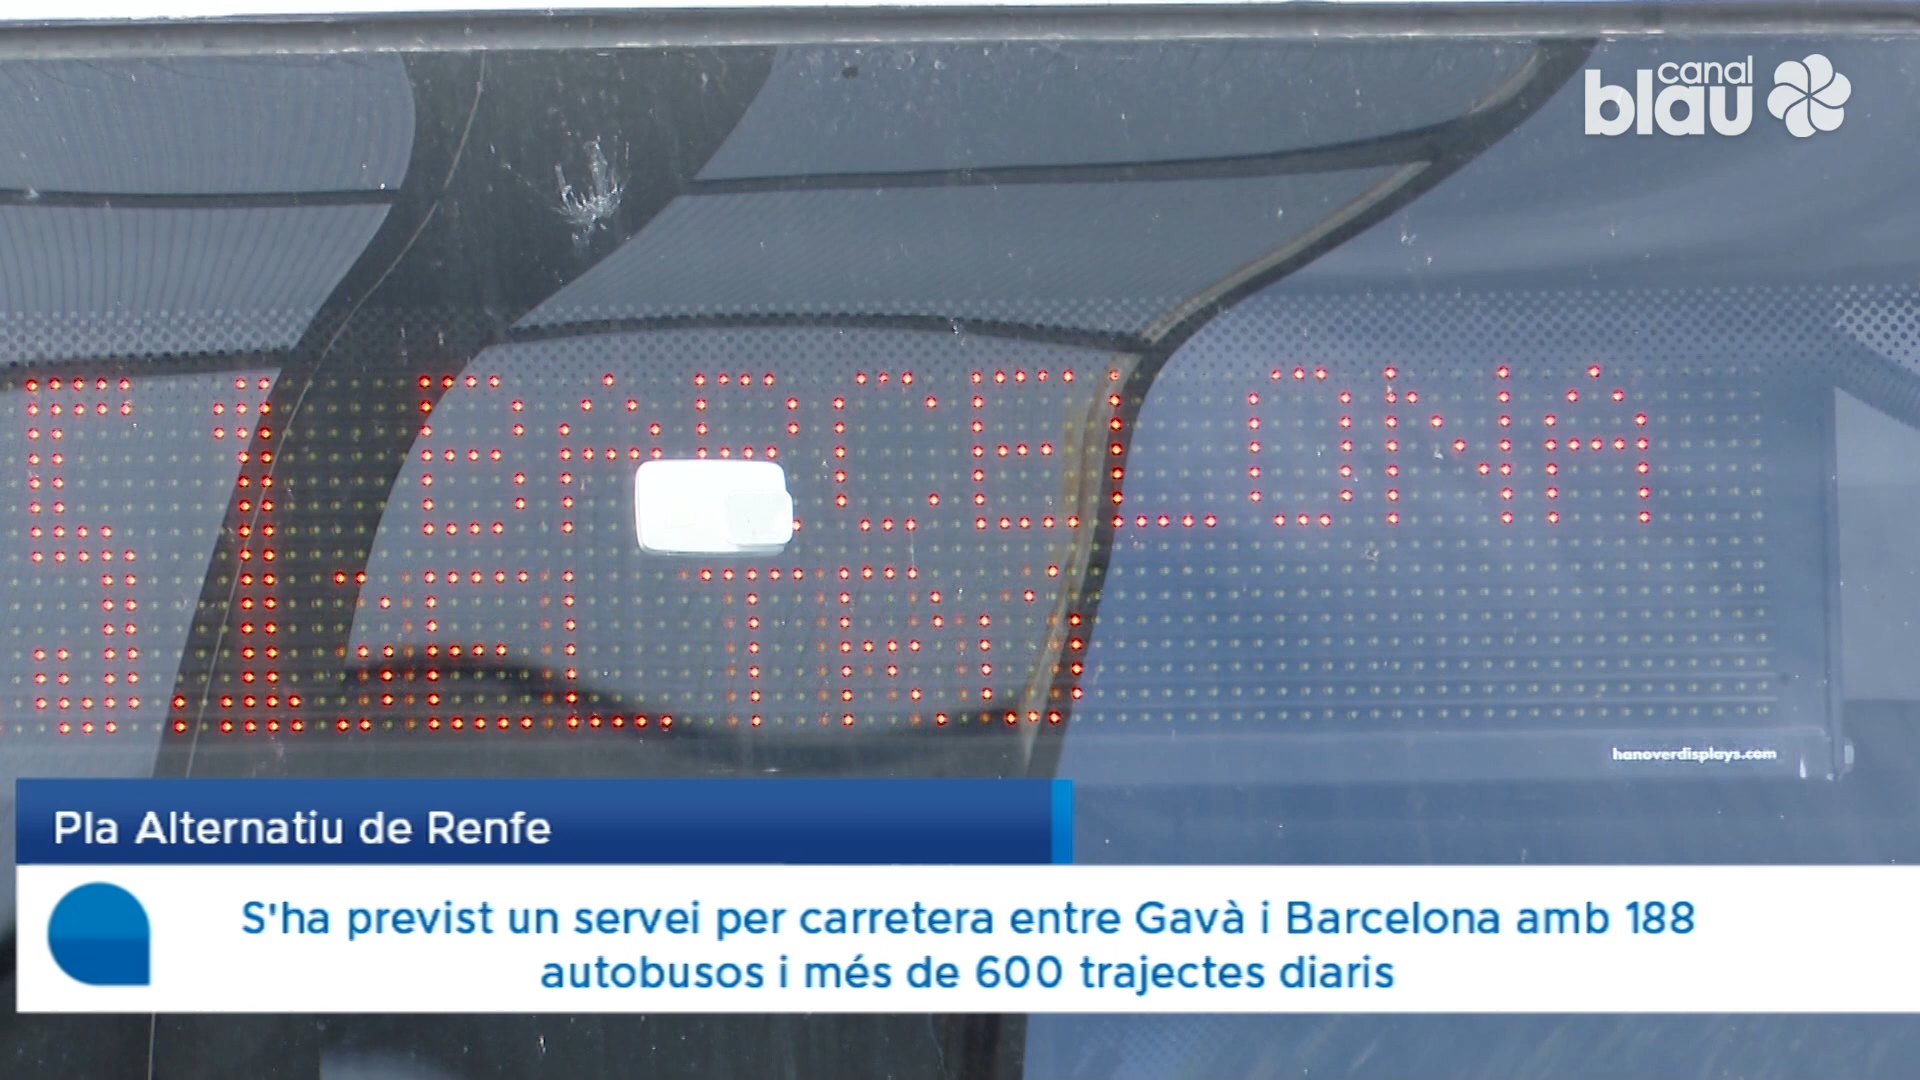 canal
blau
51 BARCELONA
hanoverdisplays.com
Pla Alternatiu de Renfe
S'ha previst un servei per carretera entre Gavà i Barcelona amb 188
autobusos i més de 600 trajectes diaris